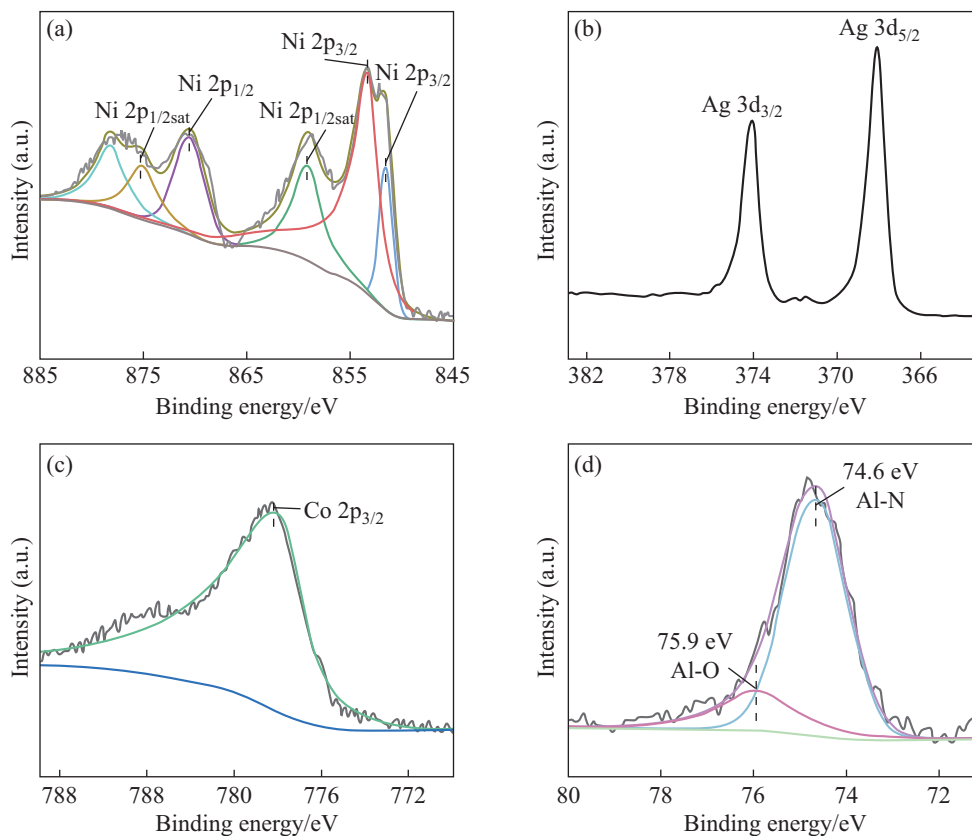 (a)
Ni 2p3/2
Ni 2p3/2
Ni 2p1/2
Ni 2p1/2sat
Ni 2p1/2sat
Intensity (a.u.)
885 875 865 855 845
Binding energy/eV
(b)
Ag 3d5/2
Ag 3d3/2
Intensity (a.u.)
382 378 374 370 366
Binding energy/eV
(c)
Co 2p3/2
Intensity (a.u.)
788 788 780 776 772
Binding energy/eV
(d)
74.6 eV
Al-N
75.9 eV
Al-O
Intensity (a.u.)
80 78 76 74 72
Binding energy/eV